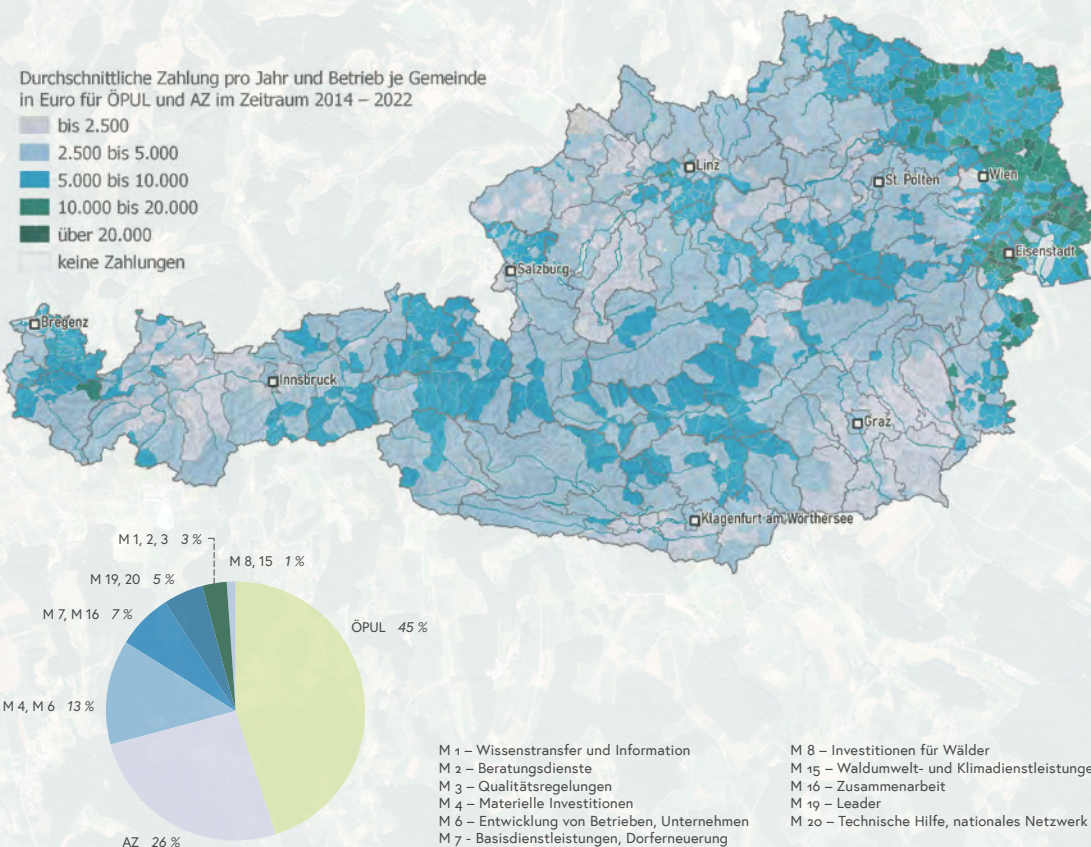 Durchschnittliche Zahlung pro Jahr und Betrieb je Gemeinde
in Euro für ÖPUL und AZ im Zeitraum 2014 – 2022
bis 2.500
2.500 bis 5.000
5.000 bis 10.000
10.000 bis 20.000
über 20.000
keine Zahlungen
Linz
St. Polten
Wien
Eisenstadt
Salzburg
Bregenz
Innsbruck
Graz
Klagenfurt am Wörthersee
M 1, 2, 3 3 %
M 8, 15 1 %
M 19, 20 5 %
M 7, M 16 7 %
ÖPUL 45 %
M 4, M 6 13 %
AZ 26 %
M 1 – Wissenstransfer und Information
M 2 – Beratungsdienste
M 3 – Qualitätsregelungen
M 4 – Materielle Investitionen
M 6 – Entwicklung von Betrieben, Unternehmen
M 7 - Basisdienstleistungen, Dorferneuerung
M 8 – Investitionen für Wälder
M 15 – Waldumwelt- und Klimadienstleistunge
M 16 – Zusammenarbeit
M 19 – Leader
M 20 – Technische Hilfe, nationales Netzwerk